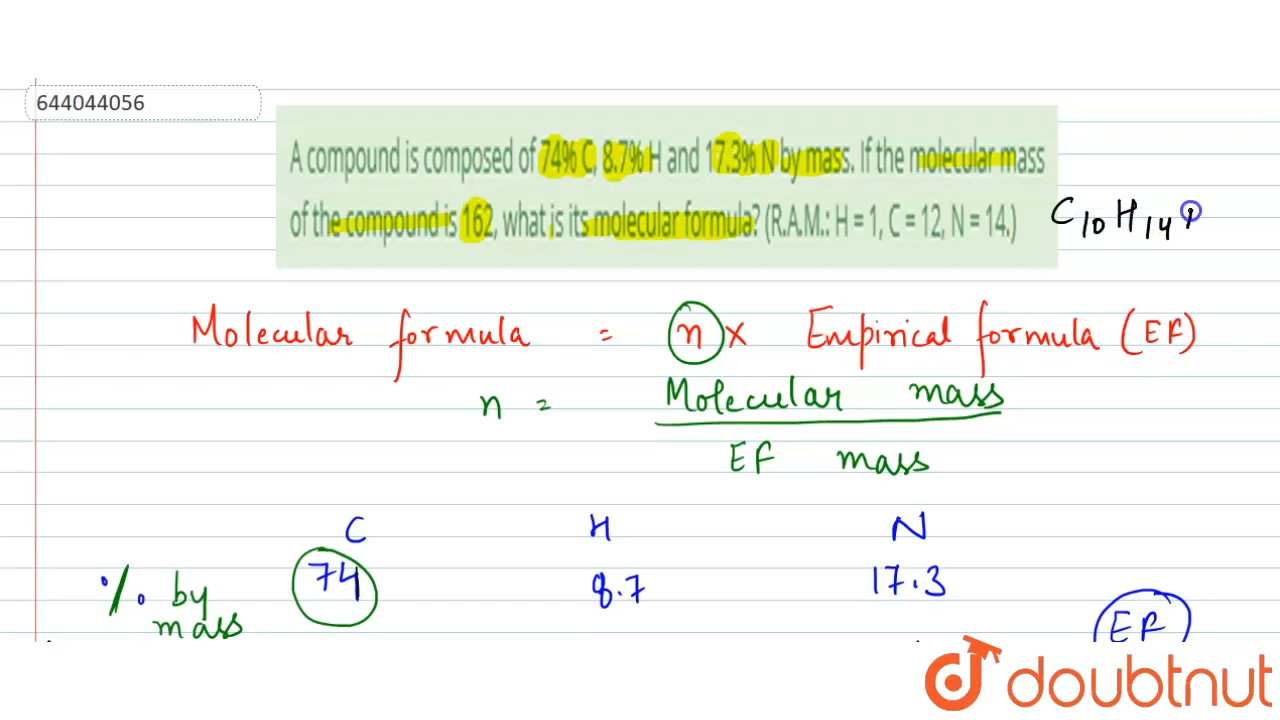 644044056
A compound is composed of 74% C, 8.7% H and 17.3% N by mass. If the molecular mass
of the compound is 162, what is its molecular formula? (R.A.M.: H = 1, C = 12, N = 14.)
C10H14
Molecular formula = n × Empirical formula (EF)
n = Molecular mass
EF mass
C H N
% by mass 74 8.7 17.3
EF
doubtnut